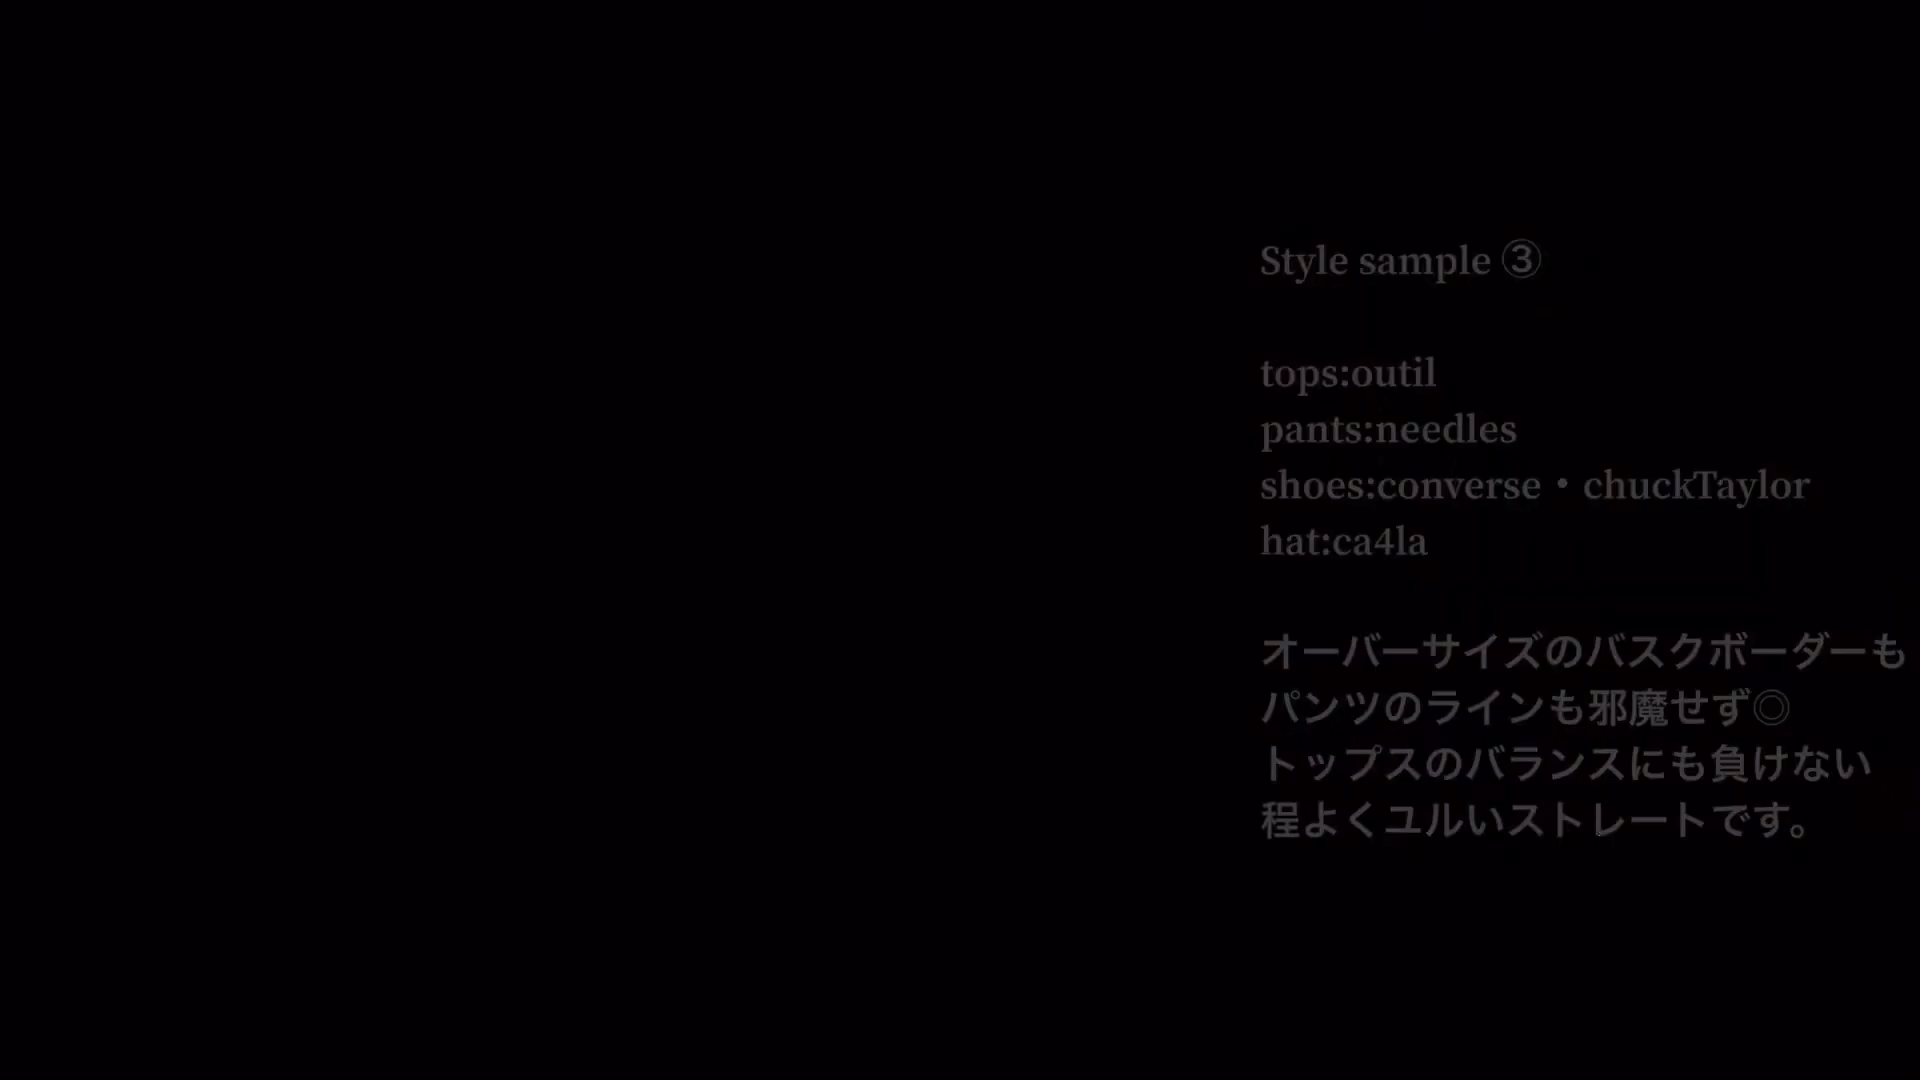 Style sample ③
tops:outil
pants:needles
shoes:converse・chuckTaylor
hat:ca4la
オーバーサイズのバスクボーダーも
パンツのラインも邪魔せず◎
トップスのバランスにも負けない
程よくユルいストレートです。